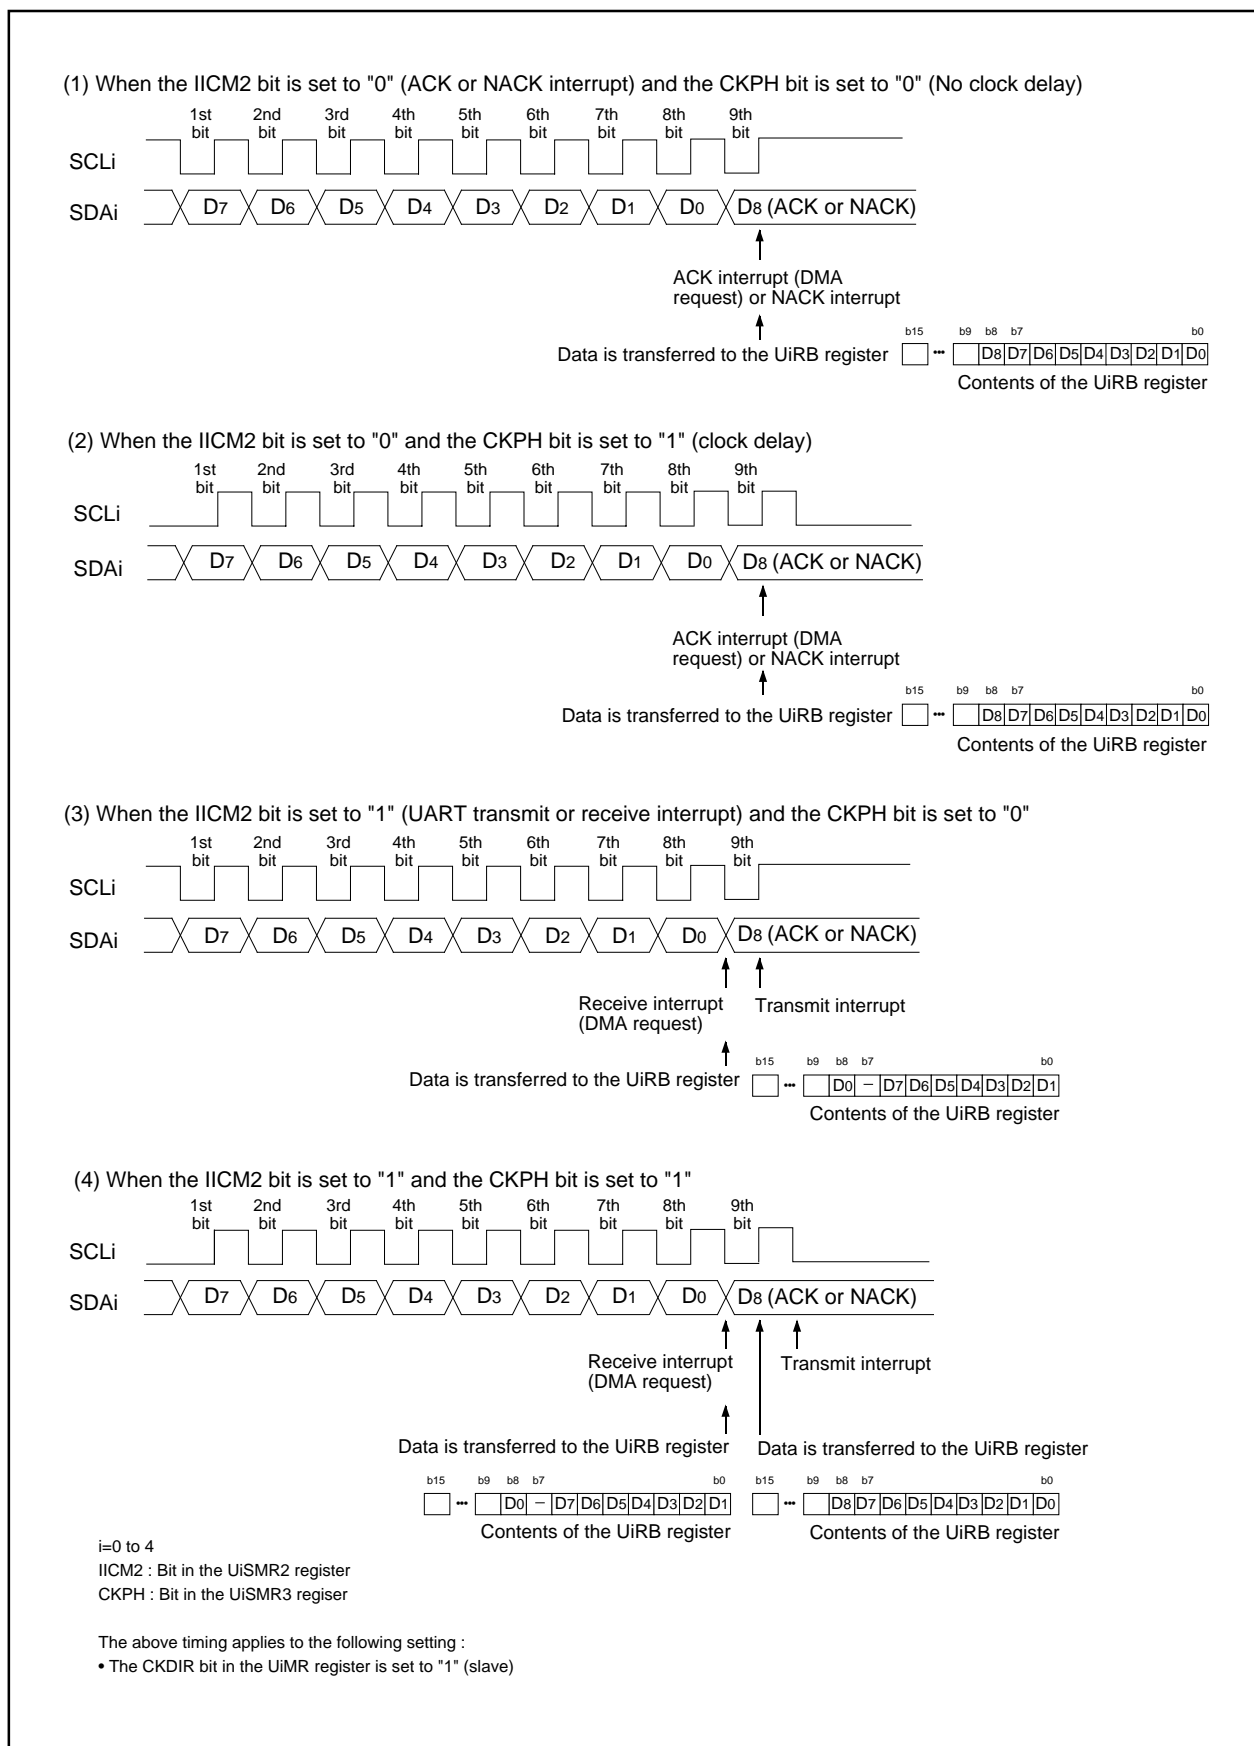 (1) When the IICM2 bit is set to "0" (ACK or NACK interrupt) and the CKPH bit is set to "0" (No clock delay)
1st bit 2nd bit 3rd bit 4th bit 5th bit 6th bit 7th bit 8th bit 9th bit
SCLi
SDAi D7 D6 D5 D4 D3 D2 D1 D0 D8 (ACK or NACK)
ACK interrupt (DMA
request) or NACK interrupt
b15 b9 b8 b7 b0
Data is transferred to the UiRB register ••• D8 D7 D6 D5 D4 D3 D2 D1 D0
Contents of the UiRB register
(2) When the IICM2 bit is set to "0" and the CKPH bit is set to "1" (clock delay)
1st bit 2nd bit 3rd bit 4th bit 5th bit 6th bit 7th bit 8th bit 9th bit
SCLi
SDAi D7 D6 D5 D4 D3 D2 D1 D0 D8 (ACK or NACK)
ACK interrupt (DMA
request) or NACK interrupt
b15 b9 b8 b7 b0
Data is transferred to the UiRB register ••• D8 D7 D6 D5 D4 D3 D2 D1 D0
Contents of the UiRB register
(3) When the IICM2 bit is set to "1" (UART transmit or receive interrupt) and the CKPH bit is set to "0"
1st bit 2nd bit 3rd bit 4th bit 5th bit 6th bit 7th bit 8th bit 9th bit
SCLi
SDAi D7 D6 D5 D4 D3 D2 D1 D0 D8 (ACK or NACK)
Receive interrupt Transmit interrupt
(DMA request)
b15 b9 b8 b7 b0
Data is transferred to the UiRB register ••• D0 – D7 D6 D5 D4 D3 D2 D1
Contents of the UiRB register
(4) When the IICM2 bit is set to "1" and the CKPH bit is set to "1"
1st bit 2nd bit 3rd bit 4th bit 5th bit 6th bit 7th bit 8th bit 9th bit
SCLi
SDAi D7 D6 D5 D4 D3 D2 D1 D0 D8 (ACK or NACK)
Receive interrupt Transmit interrupt
(DMA request)
Data is transferred to the UiRB register Data is transferred to the UiRB register
b15 b9 b8 b7 b0 b15 b9 b8 b7 b0
••• D0 – D7 D6 D5 D4 D3 D2 D1 ••• D8 D7 D6 D5 D4 D3 D2 D1 D0
Contents of the UiRB register Contents of the UiRB register
i=0 to 4
IICM2 : Bit in the UiSMR2 register
CKPH : Bit in the UiSMR3 regiser
The above timing applies to the following setting :
• The CKDIR bit in the UiMR register is set to "1" (slave)